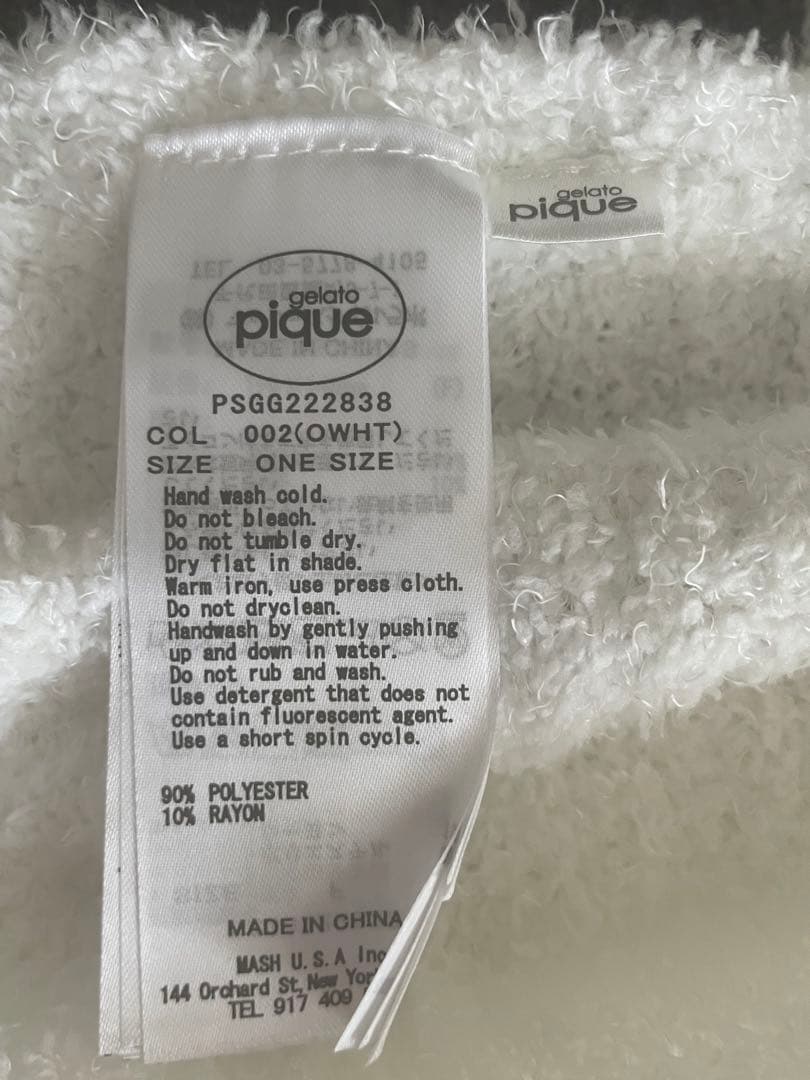 gelato
pique
gelato
pique
PSGG222838
COL 002(OWHT)
SIZE ONE SIZE
Hand wash cold.
Do not bleach.
Do not tumble dry.
Dry flat in shade.
Warm iron, use press cloth.
Do not dryclean.
Handwash by gently pushing
up and down in water.
Do not rub and wash.
Use detergent that does not
contain fluorescent agent.
Use a short spin cycle.
90% POLYESTER
10% RAYON
MADE IN CHINA
MASH U.S.A Inc
144 Orchard St, New
TEL 917 409